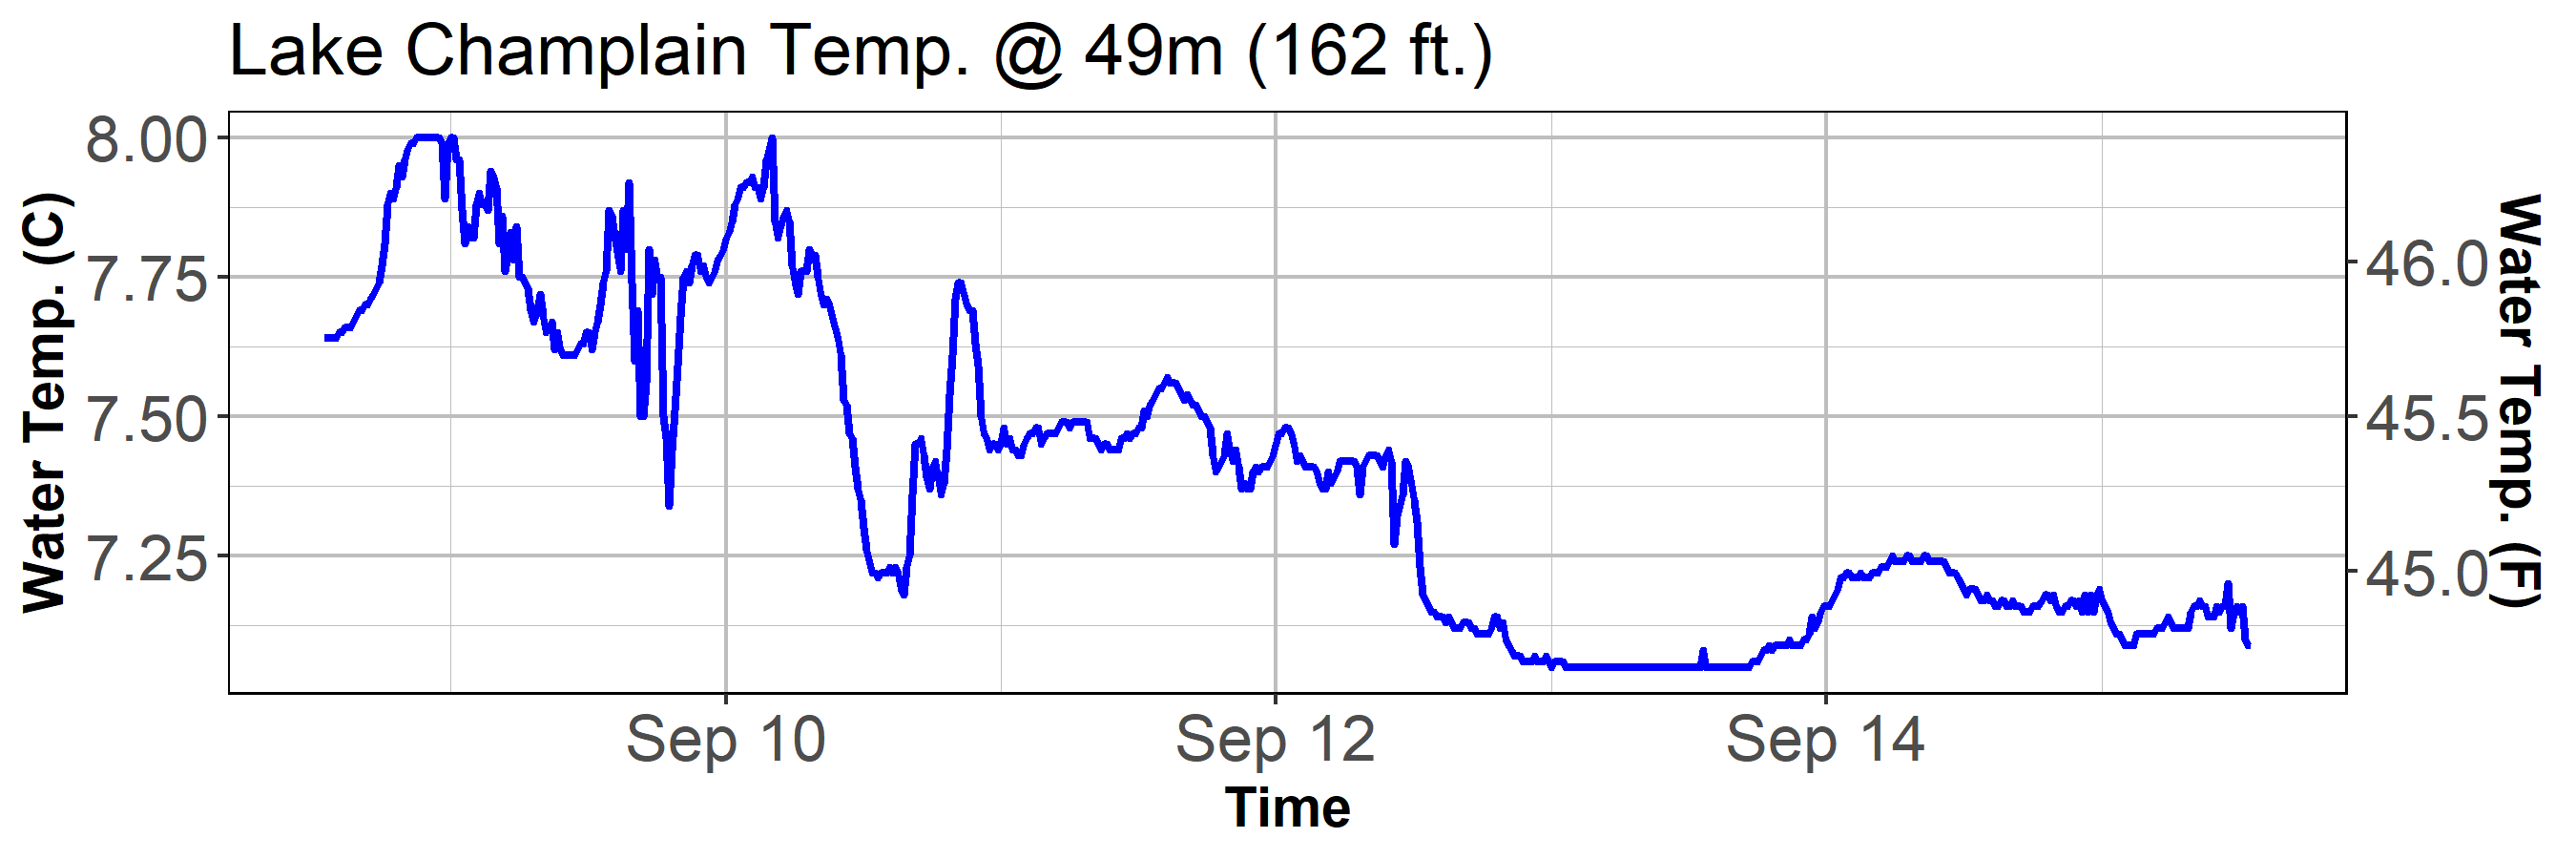 Lake Champlain Temp. @ 49m (162 ft.)
Water Temp. (C)
8.00
7.75
7.50
7.25
46.0
45.5
45.0
Water Temp. (F)
Sep 10
Sep 12
Sep 14
Time